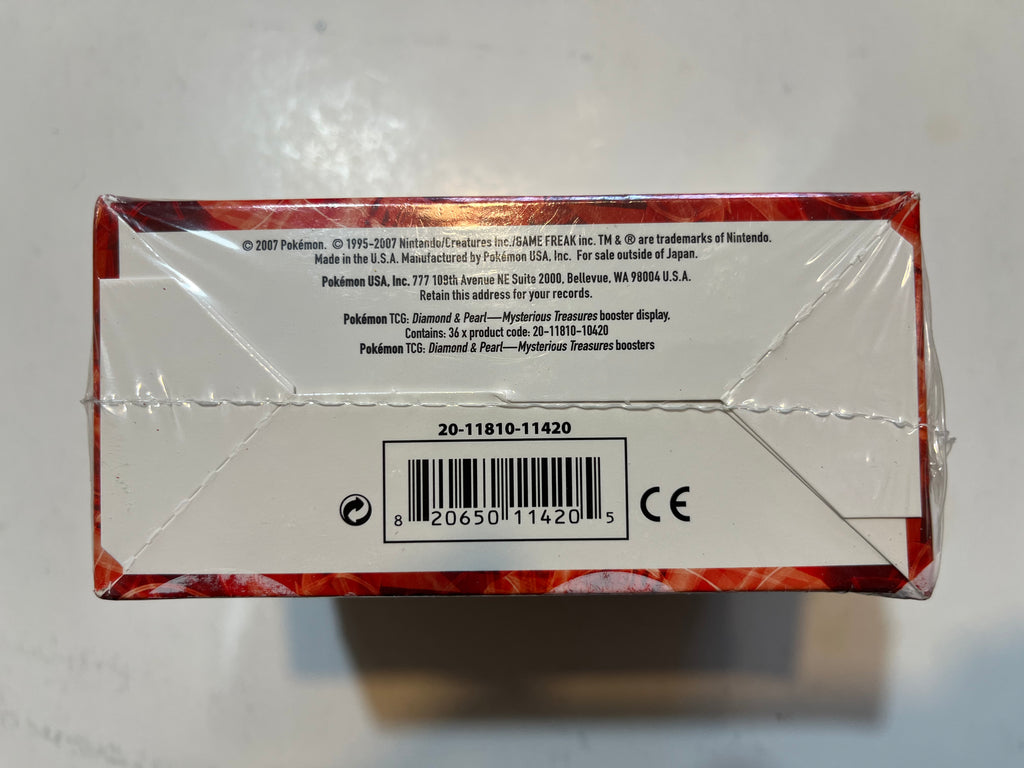 © 2007 Pokémon. © 1995–2007 Nintendo/Creatures Inc./GAME FREAK inc. TM & ® are trademarks of Nintendo.
Made in the U.S.A. Manufactured by Pokémon USA, Inc. For sale outside of Japan.
Pokémon USA, Inc. 777 109th Avenue NE Suite 2000, Bellevue, WA 98004 U.S.A.
Retain this address for your records.
Pokémon TCG: Diamond & Pearl—Mysterious Treasures booster display.
Contains: 36 x product code: 20-11810-10420
Pokémon TCG: Diamond & Pearl—Mysterious Treasures boosters
20-11810-11420
8 20650 11420 5
CE